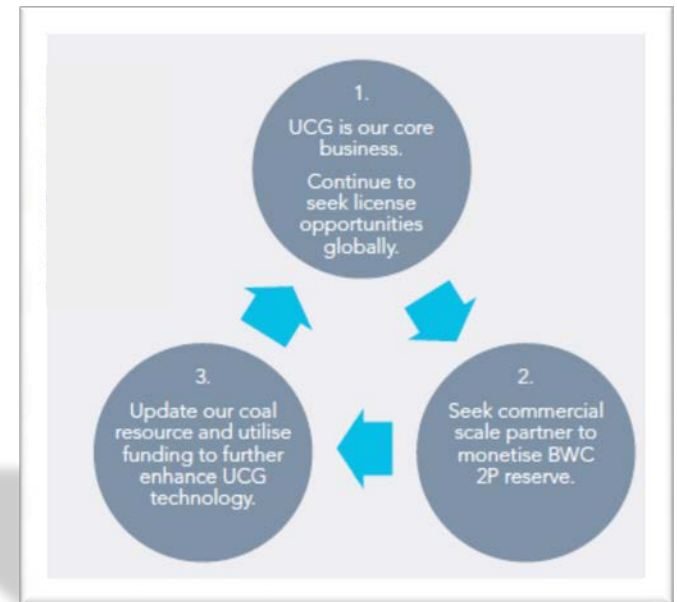 1.
UCG is our core
business.
Continue to
seek license
opportunities
globally.
2.
Seek commercial
scale partner to
monetise BWC
2P reserve.
3.
Update our coal
resource and utilise
funding to further
enhance UCG
technology.